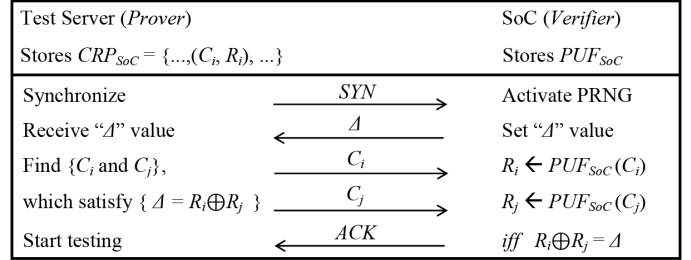 Test Server (Prover) SoC (Verifier)
Stores CRP_SoC = {...,(C_i, R_i), ...} Stores PUF_SoC
Synchronize SYN Activate PRNG
Receive “Δ” value Δ Set “Δ” value
Find {C_i and C_j}, C_i R_i ← PUF_SoC (C_i)
which satisfy { Δ = R_i⊕R_j } C_j R_j ← PUF_SoC (C_j)
Start testing ACK iff R_i⊕R_j = Δ